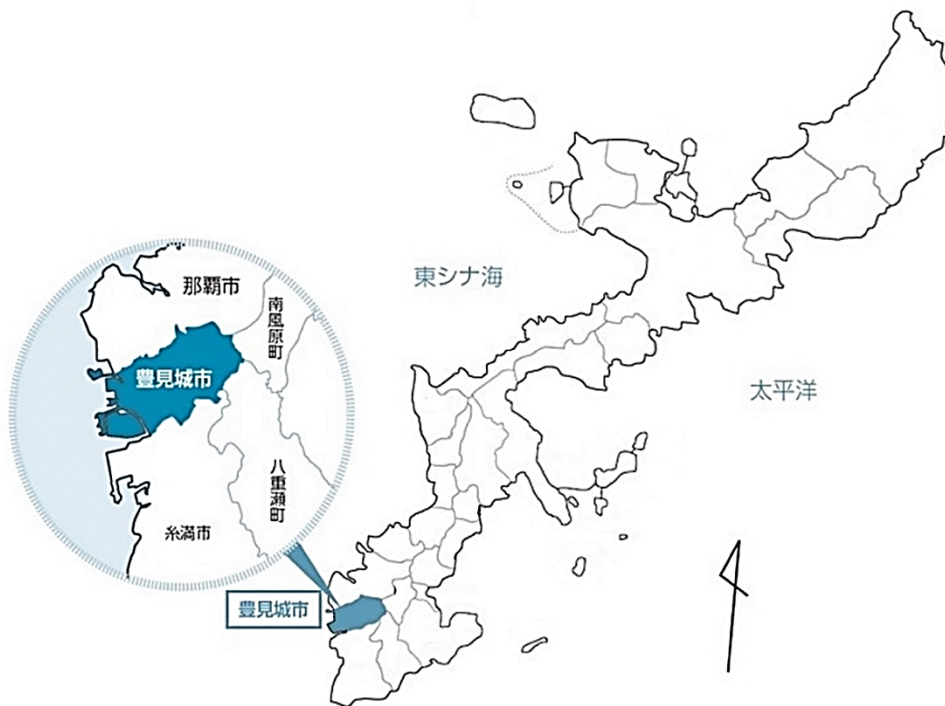 東シナ海
太平洋
那覇市
南風原町
豊見城市
八重瀬町
糸満市
豊見城市